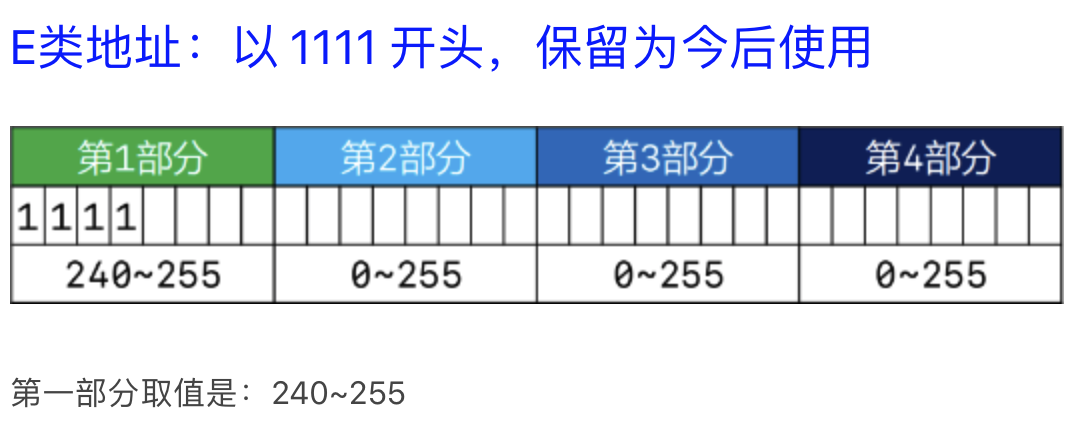 E类地址：以 1111 开头，保留为今后使用
第1部分 第2部分 第3部分 第4部分
1 1 1 1
240~255 0~255 0~255 0~255
第一部分取值是：240~255